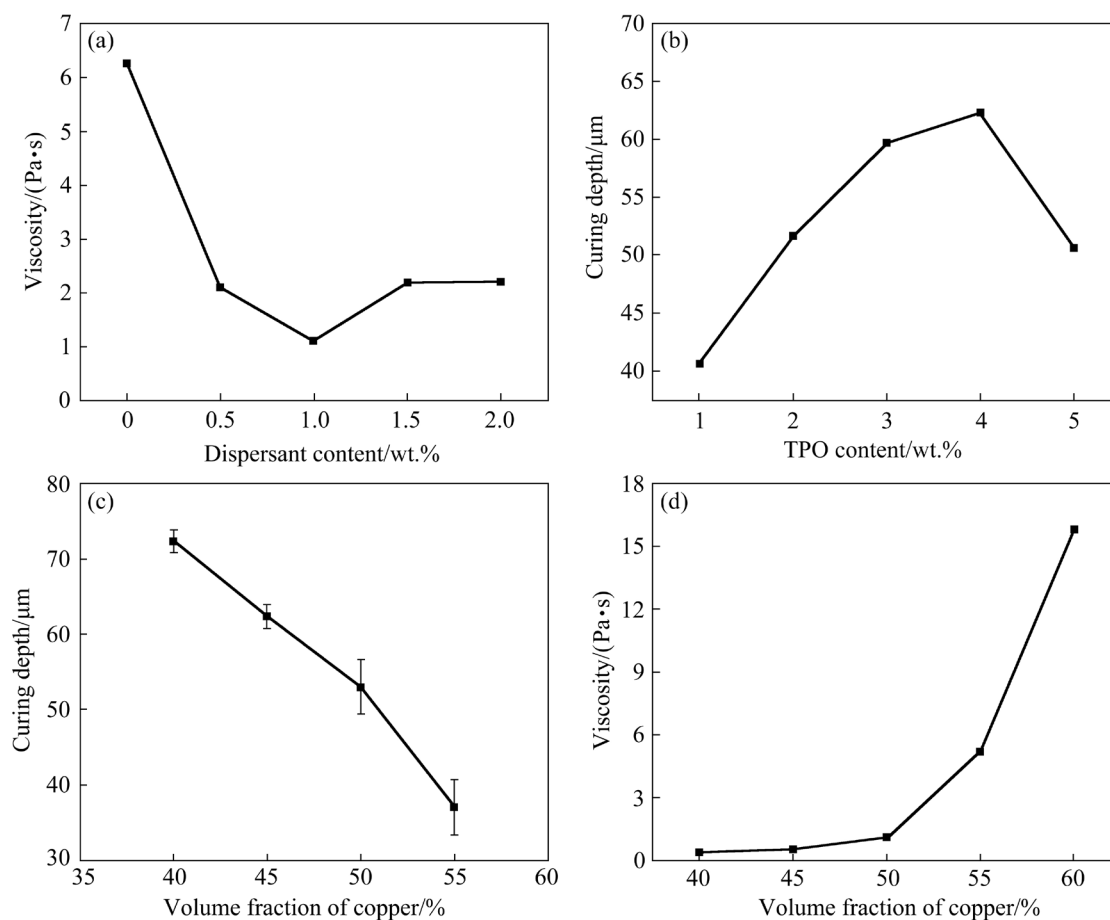 (a)
Viscosity/(Pa•s)
7
6
5
4
3
2
1
0
0 0.5 1.0 1.5 2.0
Dispersant content/wt.%
(b)
Curing depth/μm
70
65
60
55
50
45
40
1 2 3 4 5
TPO content/wt.%
(c)
Curing depth/μm
80
70
60
50
40
30
35 40 45 50 55 60
Volume fraction of copper/%
(d)
Viscosity/(Pa•s)
18
15
12
9
6
3
0
40 45 50 55 60
Volume fraction of copper/%